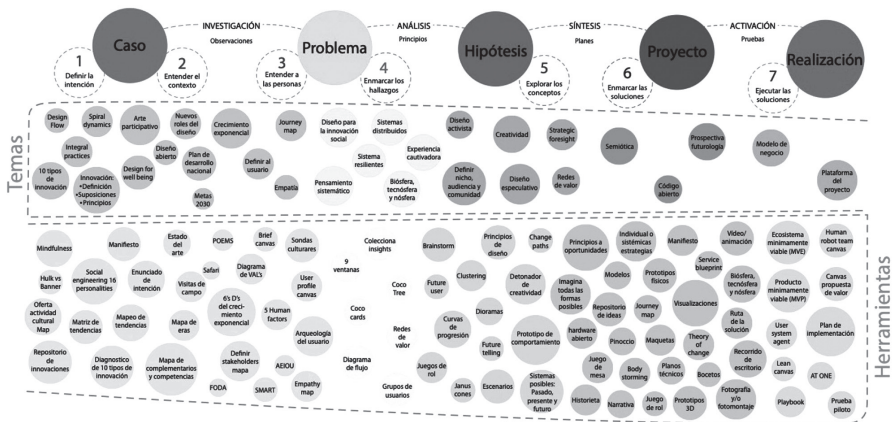 INVESTIGACIÓN
ANÁLISIS
SÍNTESIS
ACTIVACIÓN
Caso
Problema
Hipótesis
Proyecto
Realización
Observaciones
Principios
Planes
Pruebas
1
Definir la
intención
2
Entender el
contexto
3
Entender a
las personas
4
Enmarcar los
hallazgos
5
Explorar los
conceptos
6
Enmarcar las
soluciones
7
Ejecutar las
soluciones
Temas
Design
Flow
Spiral
dynamics
Arte
participativo
Nuevos
roles del
diseño
Crecimiento
exponencial
Journey
map
Diseño para
la innovación
social
Sistemas
distribuidos
Diseño
activista
Creatividad
Strategic
foresight
Semiótica
Prospectiva
futurología
Modelo de
negocio
Integral
practices
Diseño
abierto
Plan de
desarrollo
nacional
Definir al
usuario
Sistema
resilientes
Experiencia
cautivadora
10 tipos de
innovación
Innovación:
•Definición
•Suposiciones
•Principios
Design for
well being
Metas
2030
Empatía
Pensamiento
sistemático
Biósfera,
tecnósfera
y nósfera
Definir
nicho,
audiencia y
comunidad
Diseño
especulativo
Redes
de valor
Código
abierto
Plataforma
del
proyecto
Herramientas
Mindfulness
Manifiesto
Estado
del
arte
POEMS
Brief
canvas
Sondas
culturares
9
ventanas
Colecciona
insights
Brainstorm
Principios
de diseño
Change
paths
Principios a
oportunidades
Individual o
sistémicas
estrategias
Manifiesto
Video/
animación
Ecosistema
minimamente
viable (MVE)
Human
robot team
canvas
Hulk vs
Banner
Social
engineering 16
personalities
Enunciado
de
intención
Safari
Visitas de
campo
Diagrama
de VALS
User
profile
canvas
Coco
Tree
Future
user
Clustering
Detonador
de
creatividad
Imagina
todas las
formas
posibles
Modelos
Prototipos
físicos
Service
blueprint
Biósfera,
tecnósfera
y nósfera
Producto
minimamente
viable (MVP)
Canvas
propuesta
de valor
Oferta
actividad
cultural
Map
Matriz de
tendencias
Mapeo de
tendencias
Mapa de
eras
6's D's
del creci-
miento
exponencial
5 Human
factors
Coco
cards
Dioramas
Repositorio
de ideas
Journey
map
Visualizaciones
Ruta
de la
solución
User
system
agent
Plan de
implementación
Arqueología
del usuario
Redes
de
valor
Curvas
de
progresión
Future
telling
Prototipo de
comportamiento
hardware
abierto
Pinoccio
Maquetas
Theory
of
change
Repositorio
de
innovaciones
Diagnostico
de 10 tipos de
innovación
Mapa de
complementarios
y competencias
Definir
stakeholders
mapa
AEIOU
Diagrama
de flujo
Juegos
de rol
Juego
de
mesa
Body
storming
Planos
técnicos
Bocetos
Recorrido
de
escritorio
Lean
canvas
AT ONE
FODA
SMART
Empathy
map
Grupos de
usuarios
Janus
cones
Escenarios
Sistemas
posibles:
Pasado,
presente y
futuro
Historieta
Narrativa
Juego
de rol
Prototipos
3D
Fotografía
y/o
fotomontaje
Playbook
Prueba
piloto